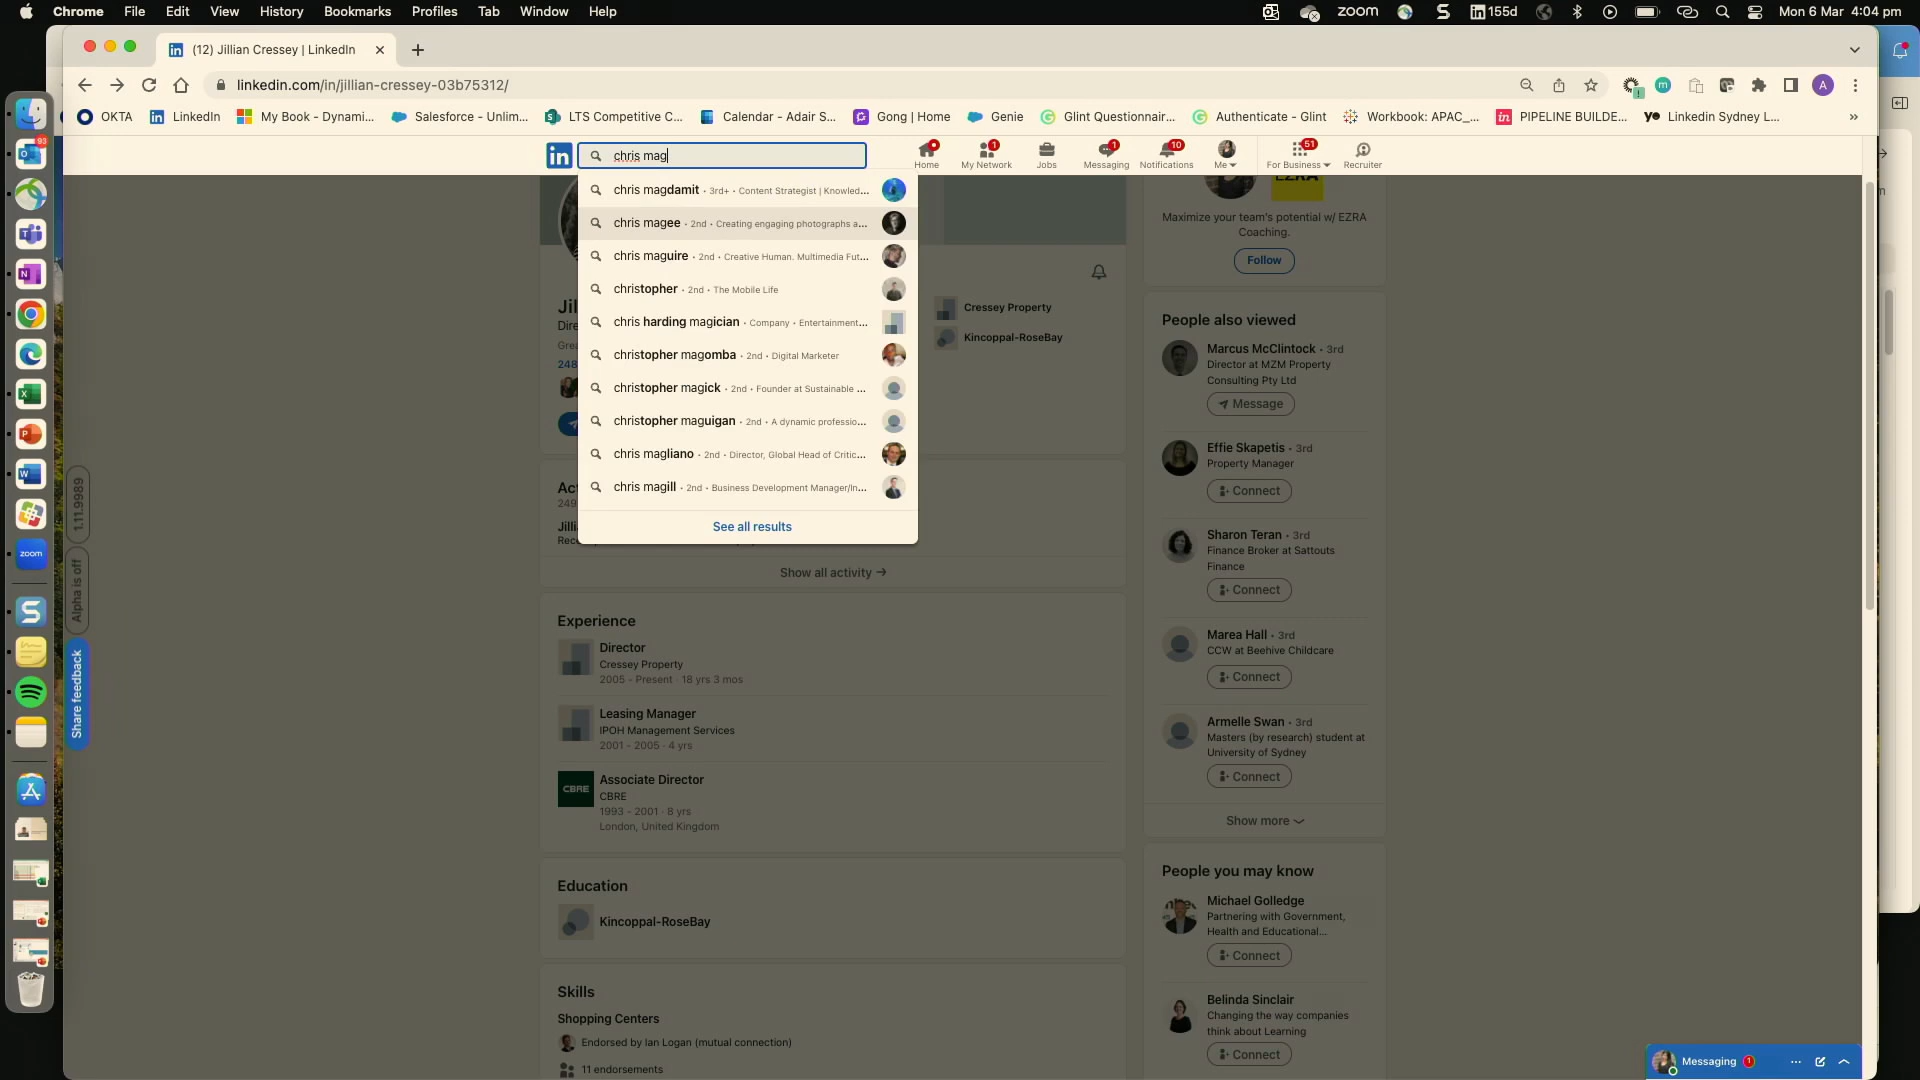 Chrome File Edit View History Bookmarks Profiles Tab Window Help
zoom
155d
Mon 6 Mar 4:04 pm
(12) Jillian Cressey | LinkedIn
linkedin.com/in/jillian-cressey-03b75312/
A
OKTA
LinkedIn
My Book - Dynami...
Salesforce - Unlim...
LTS Competitive C...
Calendar - Adair S...
Gong | Home
Genie
Glint Questionnair...
Authenticate - Glint
Workbook: APAC_...
PIPELINE BUILDE...
Linkedin Sydney L...
chris mag
Home
1
My Network
Jobs
1
Messaging
10
Notifications
Me
51
For Business
Recruiter
chris magdamit • 3rd+ • Content Strategist | Knowled...
chris magee • 2nd • Creating engaging photographs a...
chris maguire • 2nd • Creative Human. Multimedia Fut...
christopher • 2nd • The Mobile Life
chris harding magician • Company • Entertainment...
christopher magomba • 2nd • Digital Marketer
christopher magick • 2nd • Founder at Sustainable ...
christopher maguigan • 2nd • A dynamic professio...
chris magliano • 2nd • Director, Global Head of Critic...
chris magill • 2nd • Business Development Manager/In...
See all results
Cressey Property
Kincoppal-RoseBay
Show all activity →
Experience
Director
Cressey Property
2005 - Present · 18 yrs 3 mos
Leasing Manager
IPOH Management Services
2001 - 2005 · 4 yrs
CBRE
Associate Director
CBRE
1993 - 2001 · 8 yrs
London, United Kingdom
Education
Kincoppal-RoseBay
Skills
Shopping Centers
Endorsed by Ian Logan (mutual connection)
11 endorsements
EZRA
Maximize your team's potential w/ EZRA
Coaching.
Follow
People also viewed
Marcus McClintock · 3rd
Director at MZM Property
Consulting Pty Ltd
Message
Effie Skapetis · 3rd
Property Manager
Connect
Sharon Teran · 3rd
Finance Broker at Sattouts
Finance
Connect
Marea Hall · 3rd
CCW at Beehive Childcare
Connect
Armelle Swan · 3rd
Masters (by research) student at
University of Sydney
Connect
Show more
People you may know
Michael Golledge
Partnering with Government,
Health and Educational...
Connect
Belinda Sinclair
Changing the way companies
think about Learning
Connect
Messaging 1
1.11.9989
Alpha is off
Share feedback
93
zoom